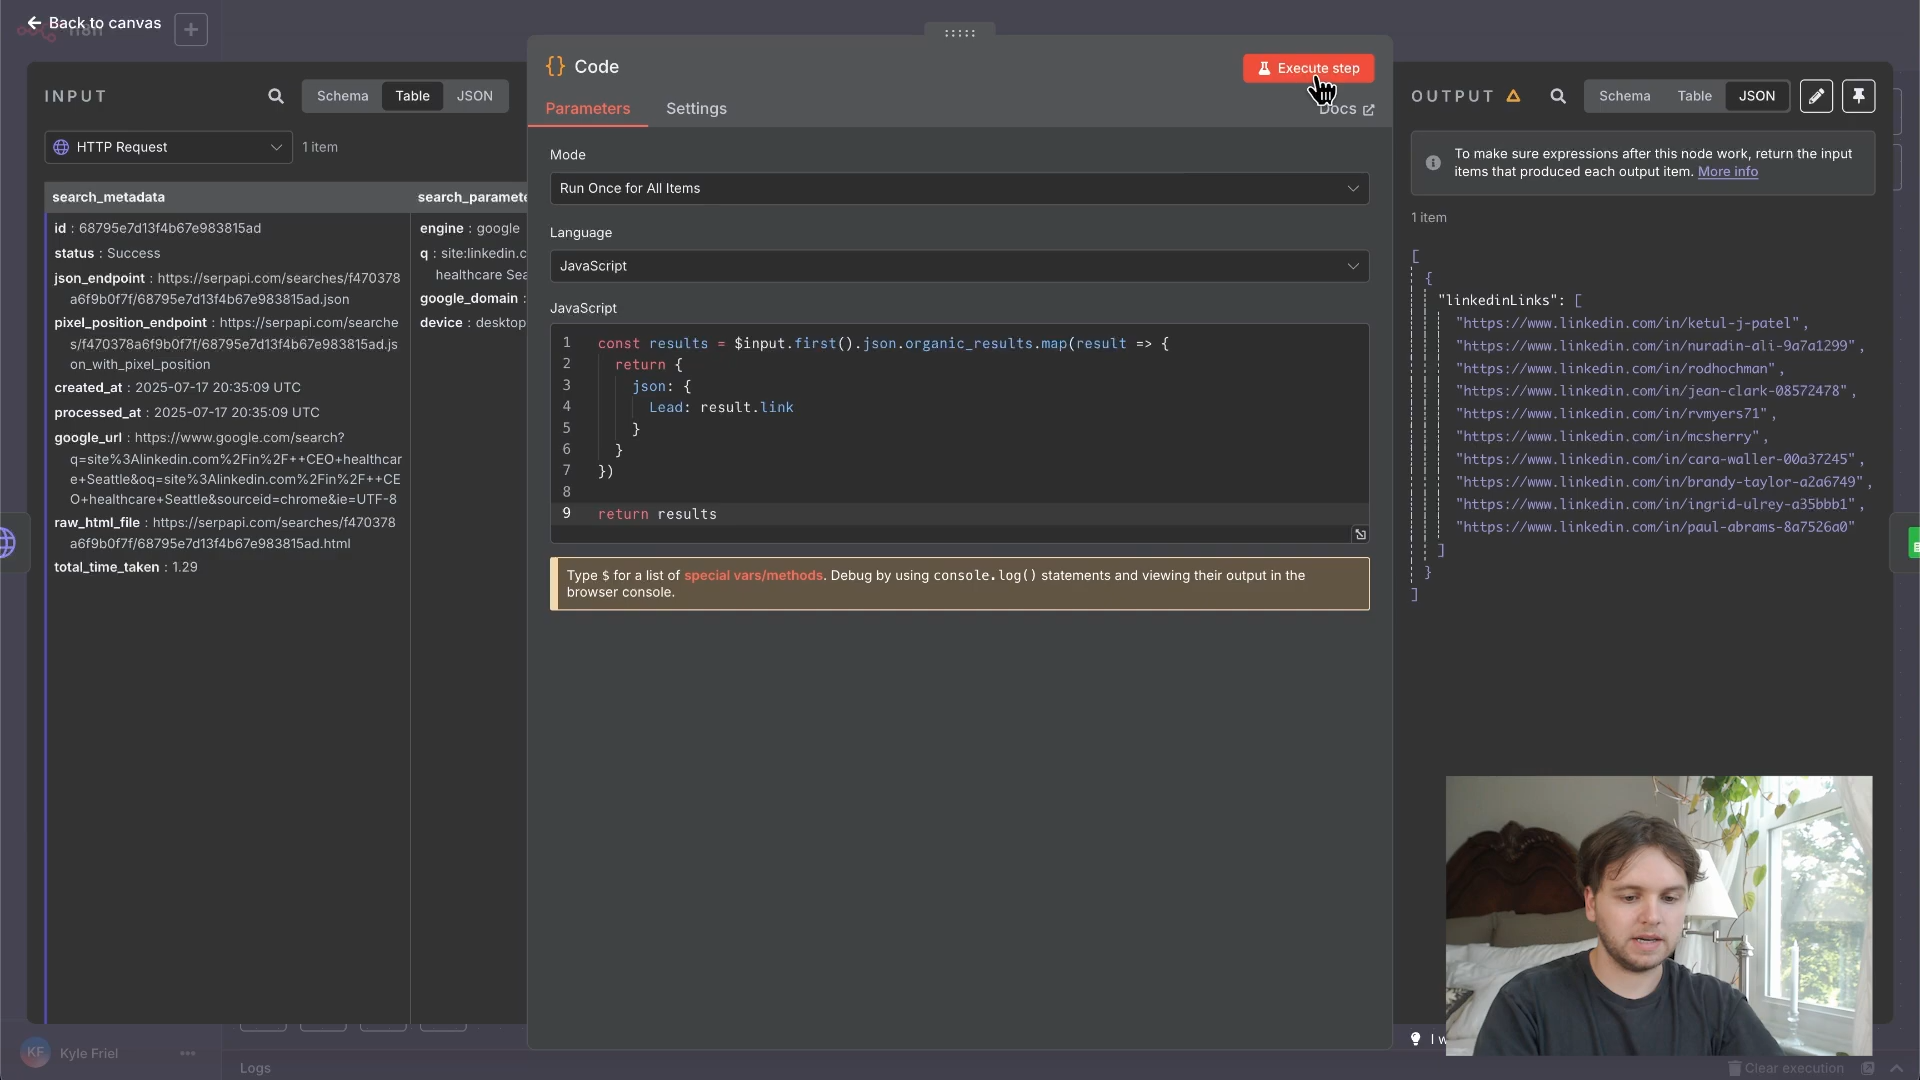 Back to canvas
n8n
INPUT
Schema
Table
JSON
HTTP Request
1 item
search_metadata
search_paramete
id : 68795e7d13f4b67e983815ad
status : Success
json_endpoint : https://serpapi.com/searches/f470378
a6f9b0f7f/68795e7d13f4b67e983815ad.json
pixel_position_endpoint : https://serpapi.com/searche
s/f470378a6f9b0f7f/68795e7d13f4b67e983815ad.js
on_with_pixel_position
created_at : 2025-07-17 20:35:09 UTC
processed_at : 2025-07-17 20:35:09 UTC
google_url : https://www.google.com/search?
q=site%3Alinkedin.com%2Fin%2F++CEO+healthcar
e+Seattle&oq=site%3Alinkedin.com%2Fin%2F++CE
O+healthcare+Seattle&sourceid=chrome&ie=UTF-8
raw_html_file : https://serpapi.com/searches/f470378
a6f9b0f7f/68795e7d13f4b67e983815ad.html
total_time_taken : 1.29
engine : google
q : site:linkedin.c
healthcare Sea
google_domain :
device : desktop
{} Code
Execute step
Parameters
Settings
Docs
Mode
Run Once for All Items
Language
JavaScript
JavaScript
1 const results = $input.first().json.organic_results.map(result => {
2 return {
3 json: {
4 Lead: result.link
5 }
6 }
7 })
8
9 return results
Type $ for a list of special vars/methods. Debug by using console.log() statements and viewing their output in the
browser console.
OUTPUT
Schema
Table
JSON
To make sure expressions after this node work, return the input
items that produced each output item. More info
1 item
[
{
"linkedinLinks": [
"https://www.linkedin.com/in/ketul-j-patel",
"https://www.linkedin.com/in/nuradin-ali-9a7a1299",
"https://www.linkedin.com/in/rodhochman",
"https://www.linkedin.com/in/jean-clark-08572478",
"https://www.linkedin.com/in/rvmyers71",
"https://www.linkedin.com/in/mcsherry",
"https://www.linkedin.com/in/cara-waller-00a37245",
"https://www.linkedin.com/in/brandy-taylor-a2a6749",
"https://www.linkedin.com/in/ingrid-ulrey-a35bbb1",
"https://www.linkedin.com/in/paul-abrams-8a7526a0"
]
}
]
I w
KF
Kyle Friel
Logs
Clear execution